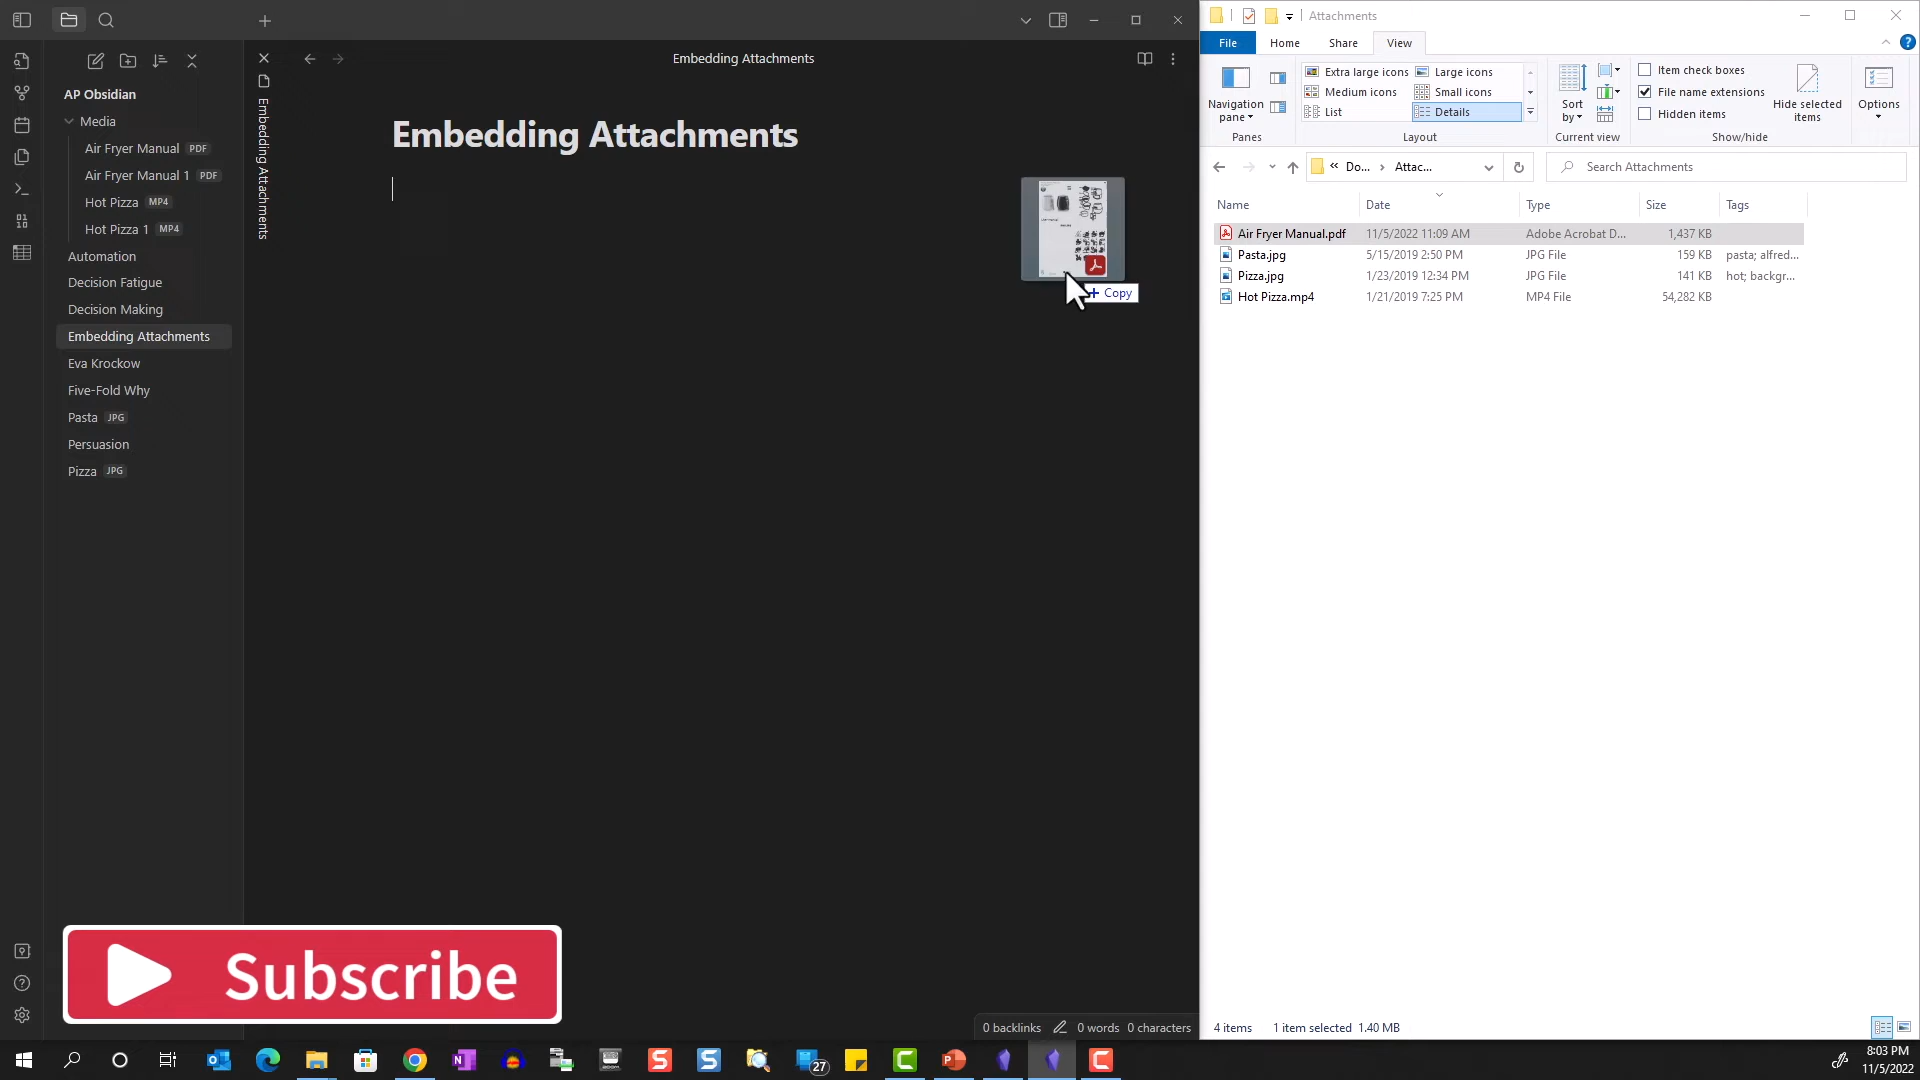 Embedding Attachments
AP Obsidian
Media
Air Fryer Manual PDF
Air Fryer Manual 1 PDF
Hot Pizza MP4
Hot Pizza 1 MP4
Automation
Decision Fatigue
Decision Making
Embedding Attachments
Eva Krockow
Five-Fold Why
Pasta JPG
Persuasion
Pizza JPG
Embedding Attachments
Embedding Attachments
+ Copy
0 backlinks 0 words 0 characters
Subscribe
Attachments
File Home Share View
Navigation pane
Panes
Extra large icons Large icons
Medium icons Small icons
List Details
Layout
Sort by
Current view
Item check boxes
File name extensions
Hidden items
Hide selected items
Show/hide
Options
« Do... › Attac...
Search Attachments
Name Date Type Size Tags
Air Fryer Manual.pdf 11/5/2022 11:09 AM Adobe Acrobat D... 1,437 KB
Pasta.jpg 5/15/2019 2:50 PM JPG File 159 KB pasta; alfred...
Pizza.jpg 1/23/2019 12:34 PM JPG File 141 KB hot; backgr...
Hot Pizza.mp4 1/21/2019 7:25 PM MP4 File 54,282 KB
4 items 1 item selected 1.40 MB
27
8:03 PM
11/5/2022